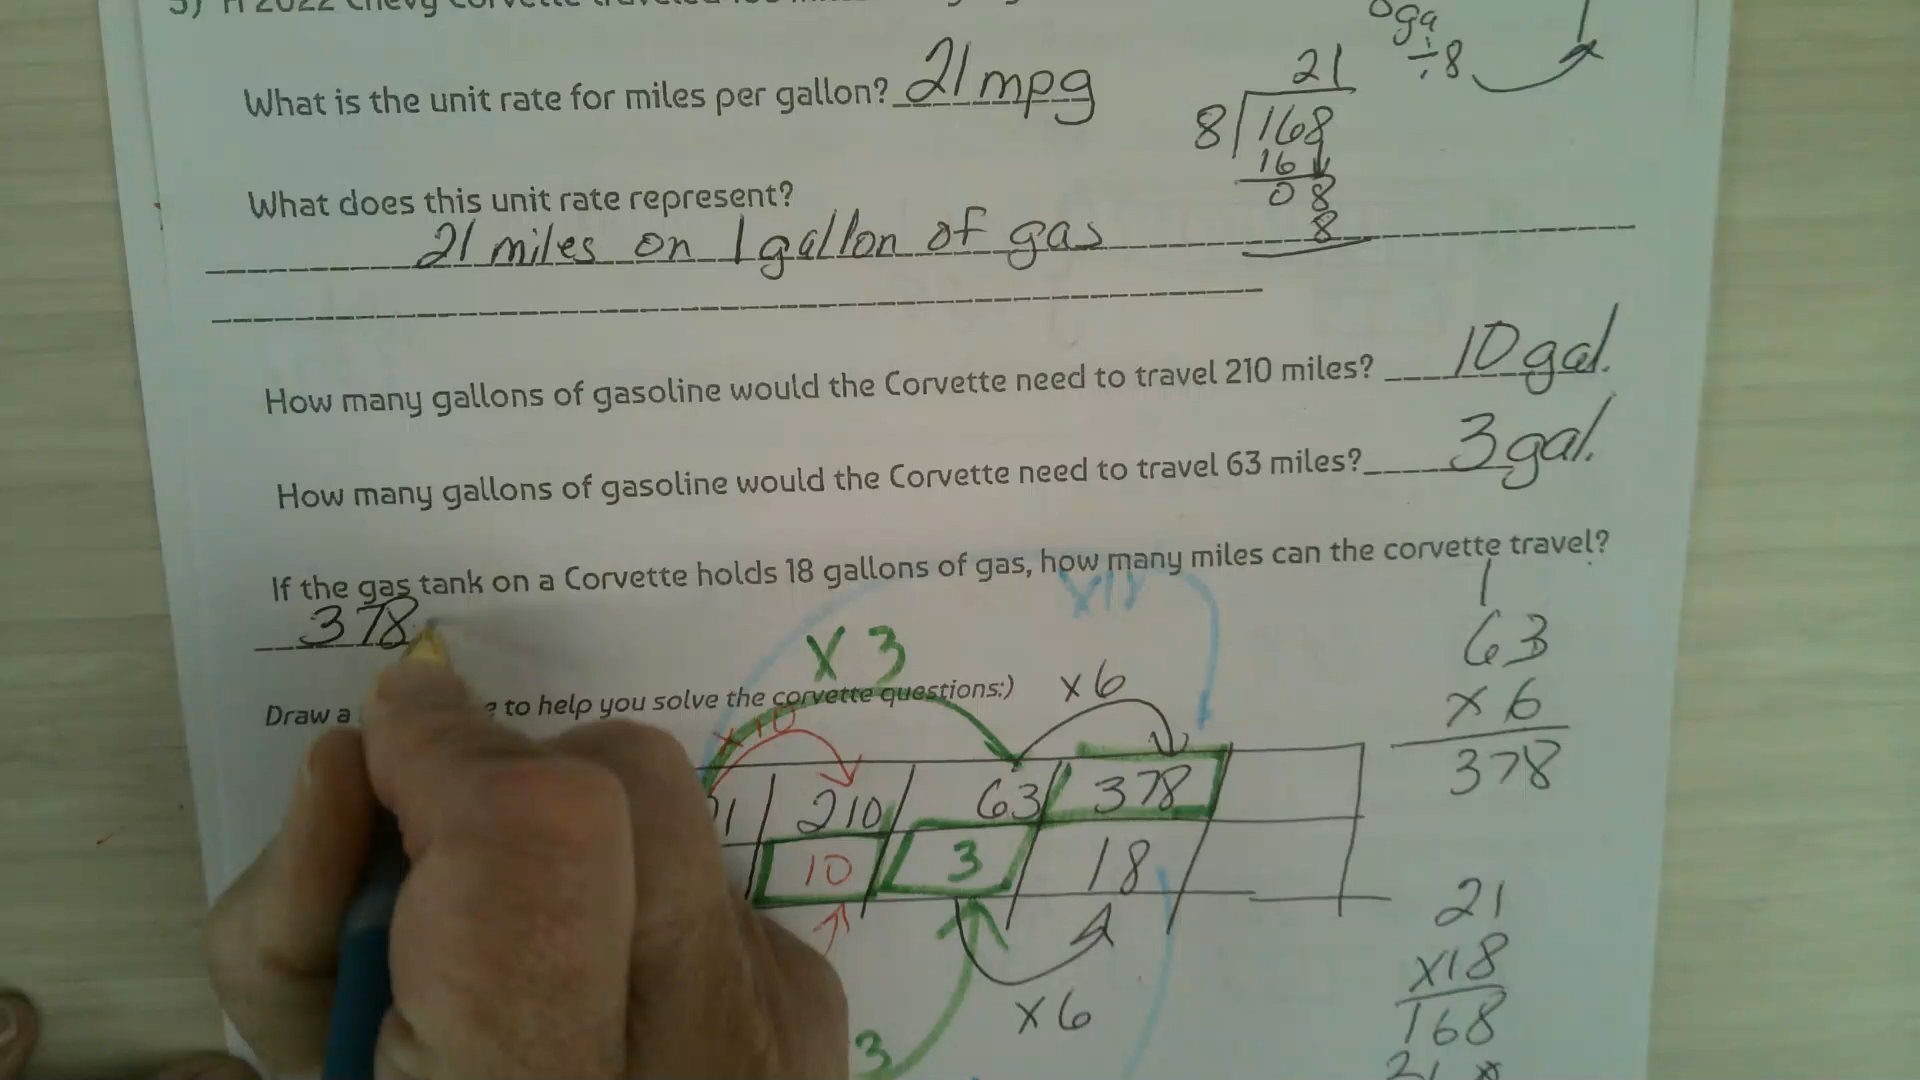 What is the unit rate for miles per gallon? 21 mpg
21
÷8
8 168
16
08
8
What does this unit rate represent?
21 miles on 1 gallon of gas
How many gallons of gasoline would the Corvette need to travel 210 miles? 10 gal.
How many gallons of gasoline would the Corvette need to travel 63 miles? 3 gal.
If the gas tank on a Corvette holds 18 gallons of gas, how many miles can the corvette travel?
378
1
63
x 6
378
x 3
x 6
Draw a to help you solve the corvette questions:)
x10
210 63 378
10 3 18
x 6
3
21
x18
168